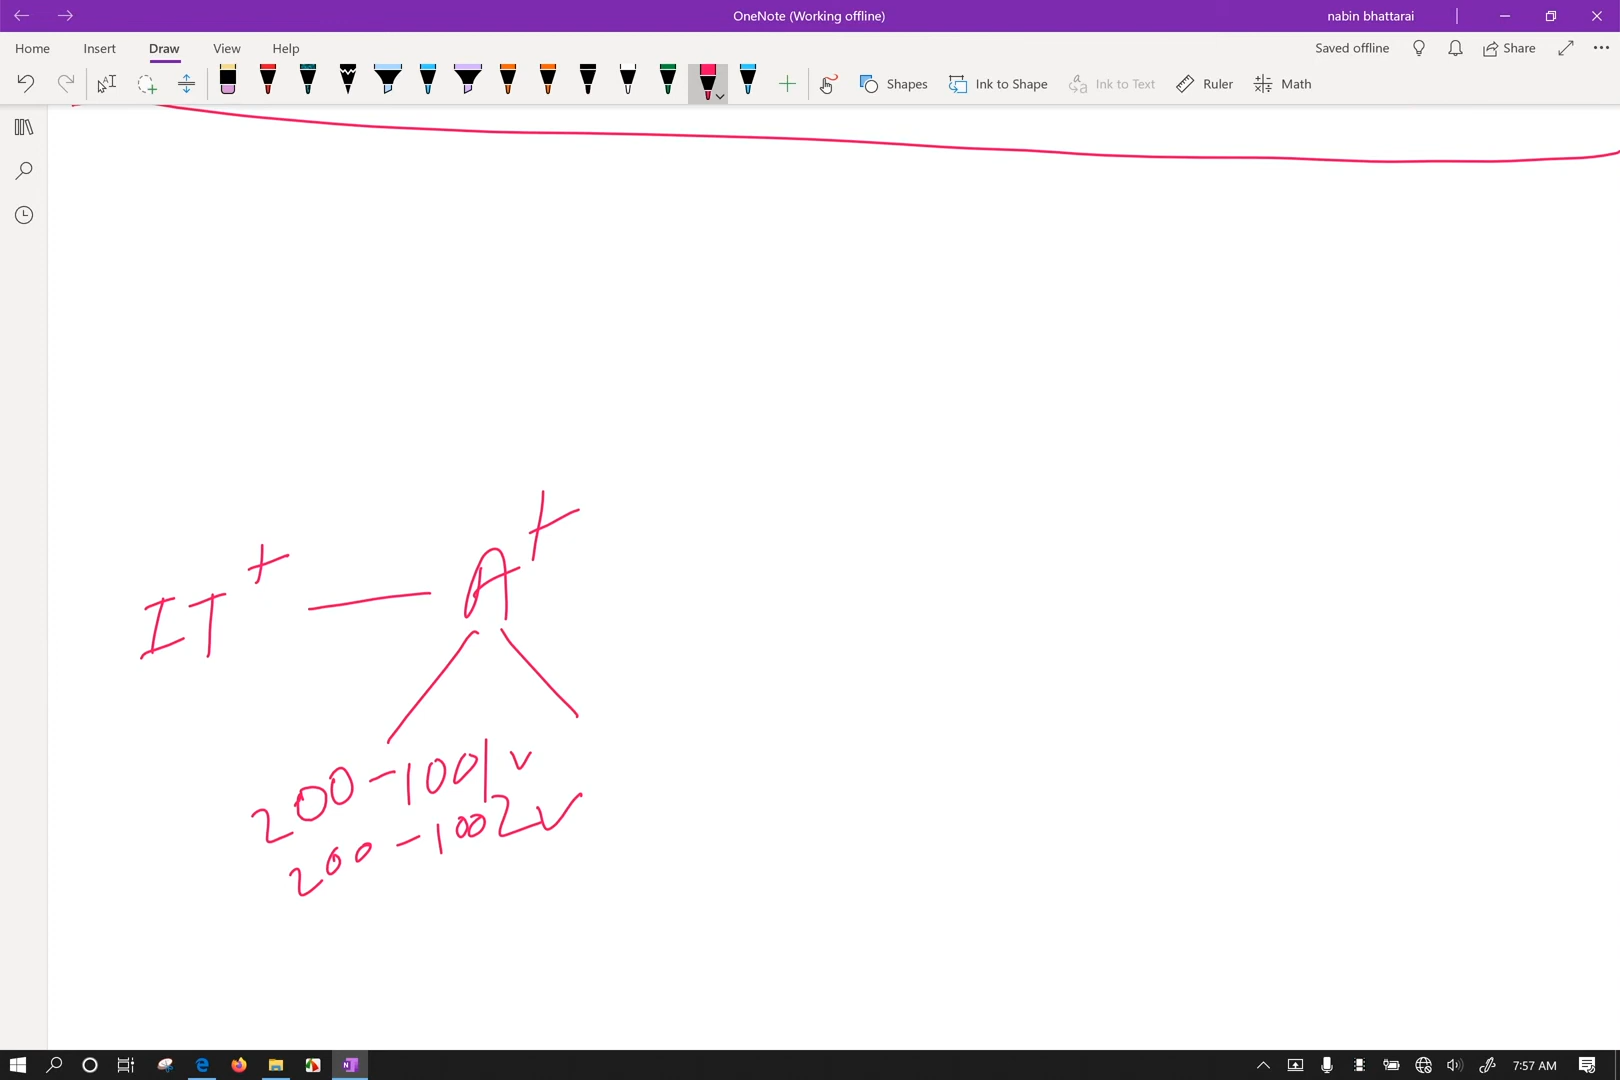 OneNote (Working offline)
nabin bhattarai
Home Insert Draw View Help
Saved offline Share
Shapes Ink to Shape Ink to Text Ruler Math
IT+ — A+
200-1001 v
200-1002 v
7:57 AM